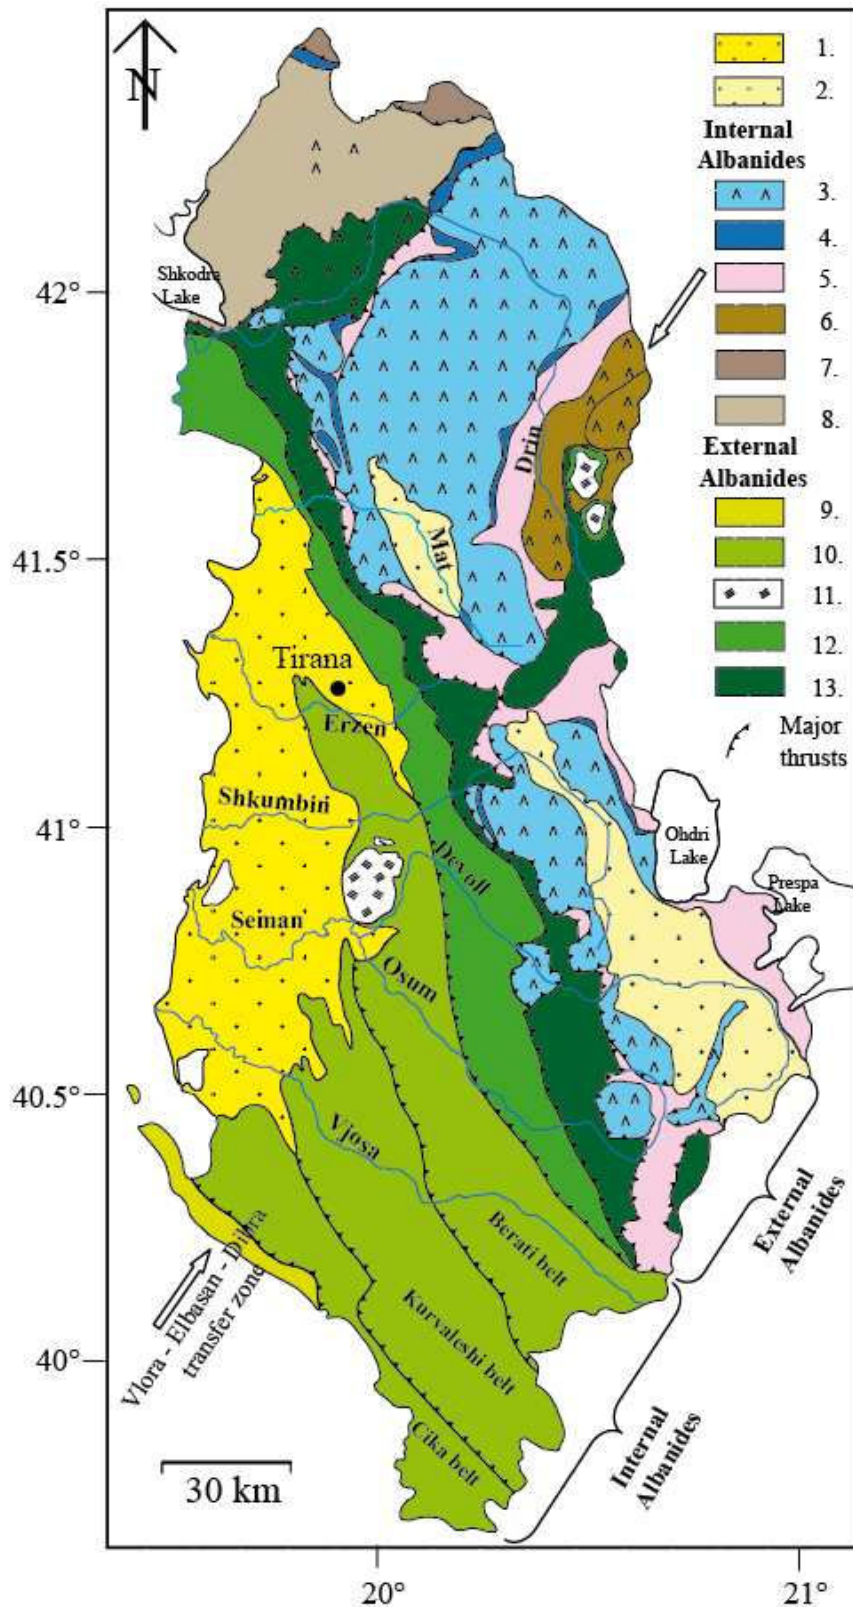 N
1.
2.
Internal
Albanides
3.
4.
5.
6.
7.
8.
External
Albanides
9.
10.
11.
12.
13.
Major
thrusts
Shkodra
Lake
42°
Drin
41.5°
Mat
Tirana
Erzen
Shkumbin
41°
Devoll
Ohdri
Lake
Prespa
Lake
Seman
Osum
40.5°
Vjosa
External
Albanides
Berati belt
Vlora - Elbasan - Dibra
transfer zone
Kurvaleshi belt
40°
Cika belt
Internal
Albanides
30 km
20°
21°